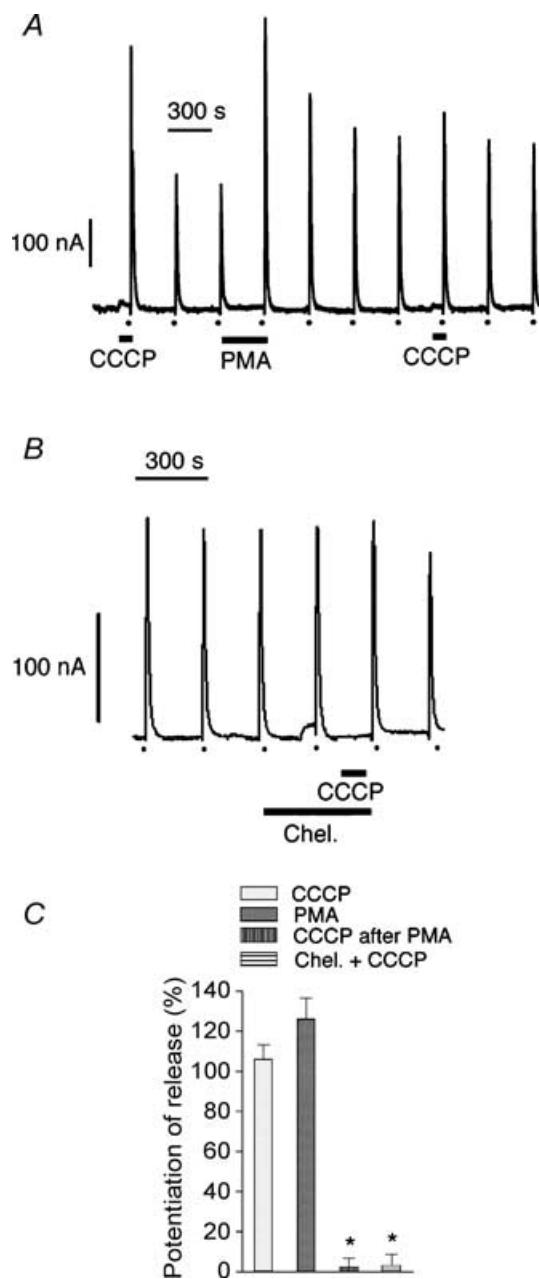 A
300 s
100 nA
CCCP
PMA
CCCP
B
300 s
100 nA
CCCP
Chel.
C
CCCP
PMA
CCCP after PMA
Chel. + CCCP
Potentiation of release (%)
140
120
100
80
60
40
20
0
* *